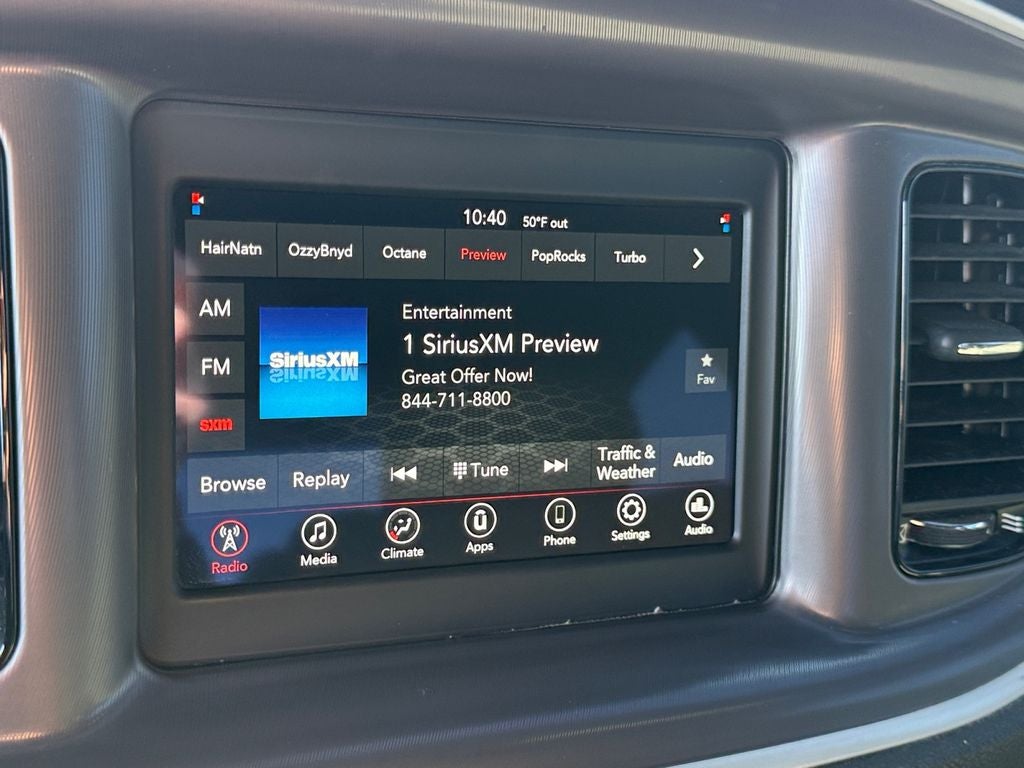 10:40 50°F out
HairNatn OzzyBnyd Octane Preview PopRocks Turbo
AM
FM
sxm
SiriusXM
Entertainment
1 SiriusXM Preview
Great Offer Now!
844-711-8800
Fav
Browse Replay Tune Traffic & Weather Audio
Radio Media Climate Apps Phone Settings Audio